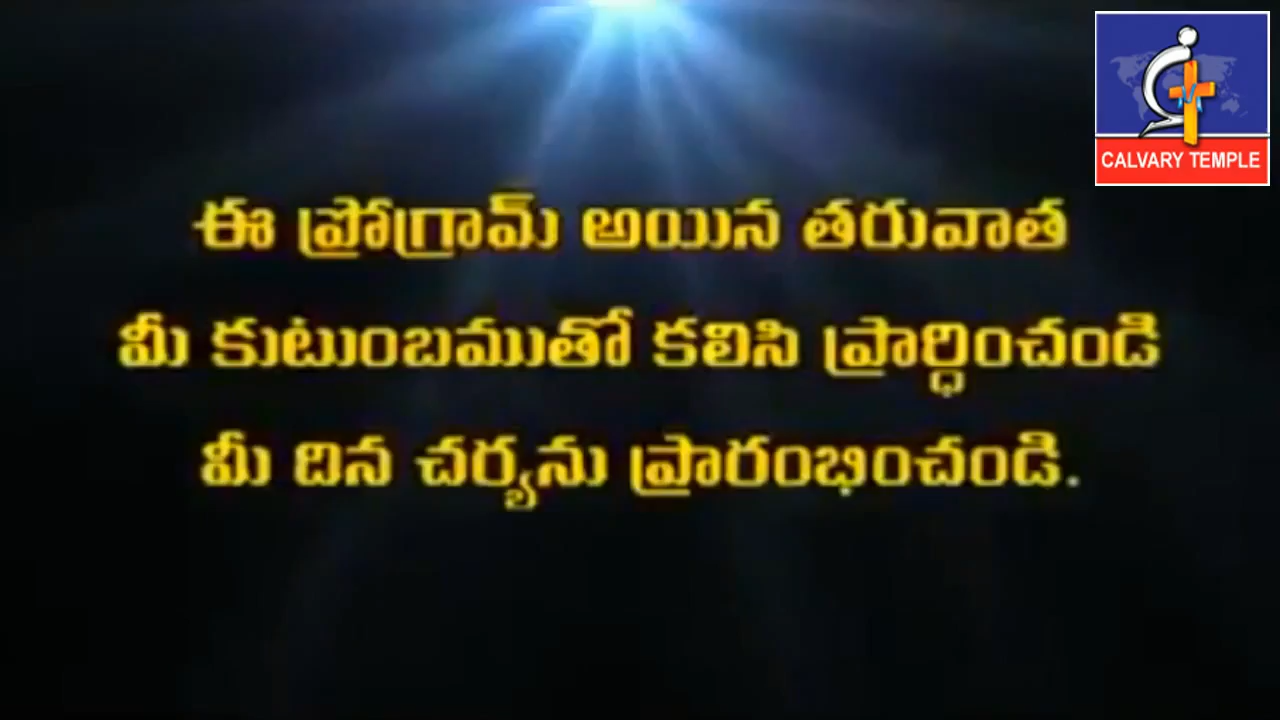 CALVARY TEMPLE
ఈ ప్రోగ్రామ్ అయిన తరువాత
మీ కుటుంబముతో కలిసి ప్రార్ధించండి
మీ దిన చర్యను ప్రారంభించండి.